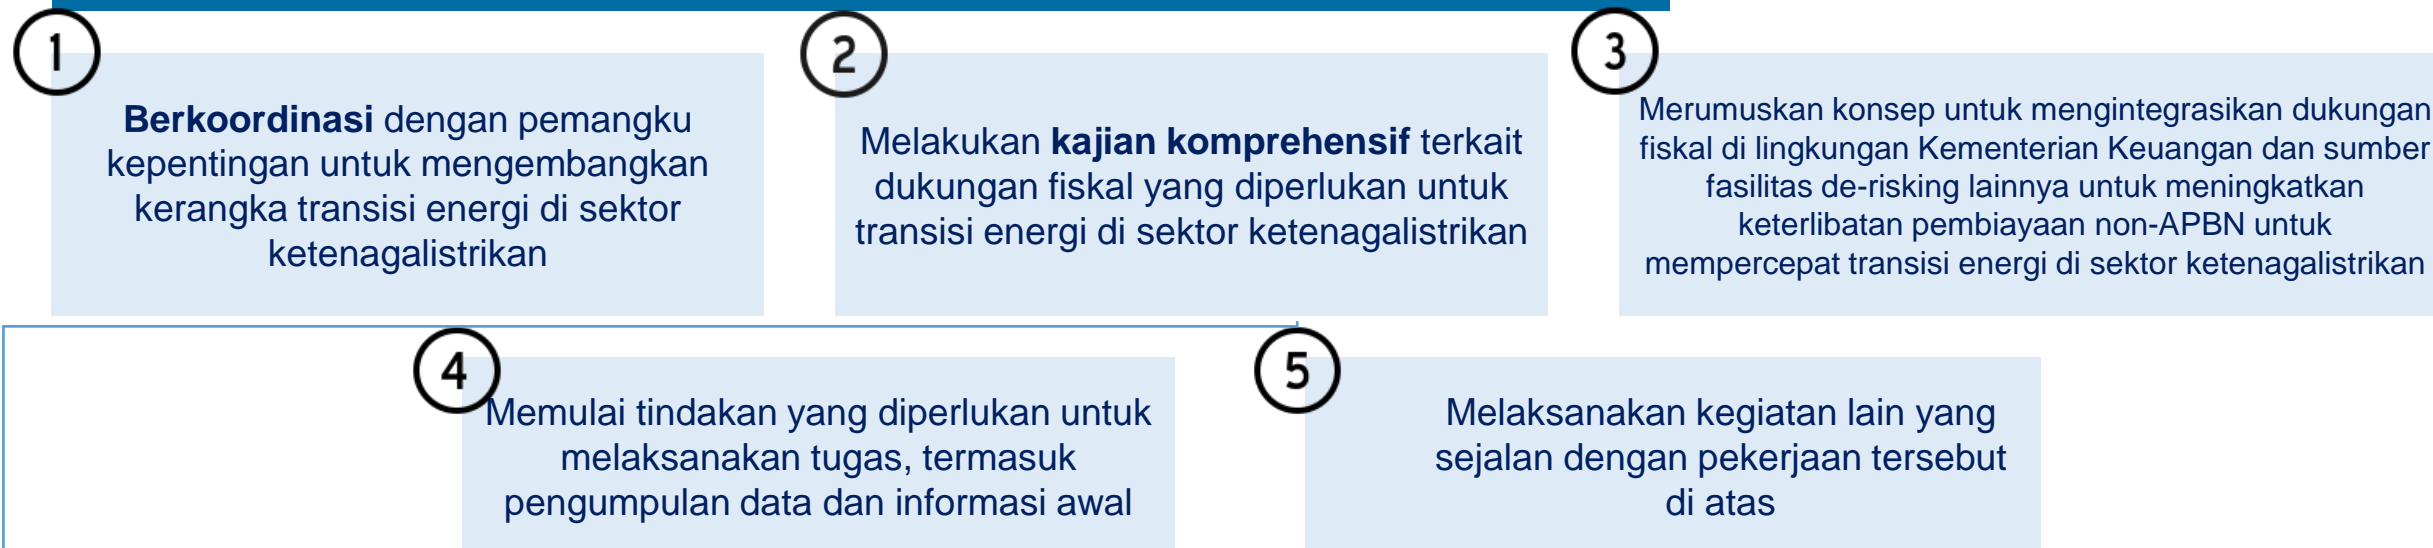 1
Berkoordinasi dengan pemangku
kepentingan untuk mengembangkan
kerangka transisi energi di sektor
ketenagalistrikan
2
Melakukan kajian komprehensif terkait
dukungan fiskal yang diperlukan untuk
transisi energi di sektor ketenagalistrikan
3
Merumuskan konsep untuk mengintegrasikan dukungan
fiskal di lingkungan Kementerian Keuangan dan sumber
fasilitas de-risking lainnya untuk meningkatkan
keterlibatan pembiayaan non-APBN untuk
mempercepat transisi energi di sektor ketenagalistrikan
4
Memulai tindakan yang diperlukan untuk
melaksanakan tugas, termasuk
pengumpulan data dan informasi awal
5
Melaksanakan kegiatan lain yang
sejalan dengan pekerjaan tersebut
di atas